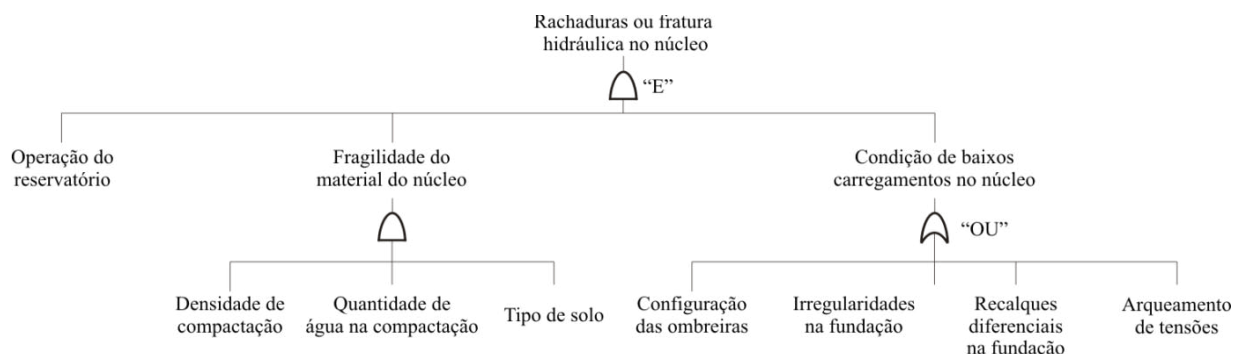 Rachaduras ou fratura
hidráulica no núcleo
“E”
Operação do
reservatório
Fragilidade do
material do núcleo
Condição de baixos
carregamentos no núcleo
“OU”
Densidade de
compactação
Quantidade de
água na compactação
Tipo de solo
Configuração
das ombreiras
Irregularidades
na fundação
Recalques
diferenciais
na fundação
Arqueamento
de tensões